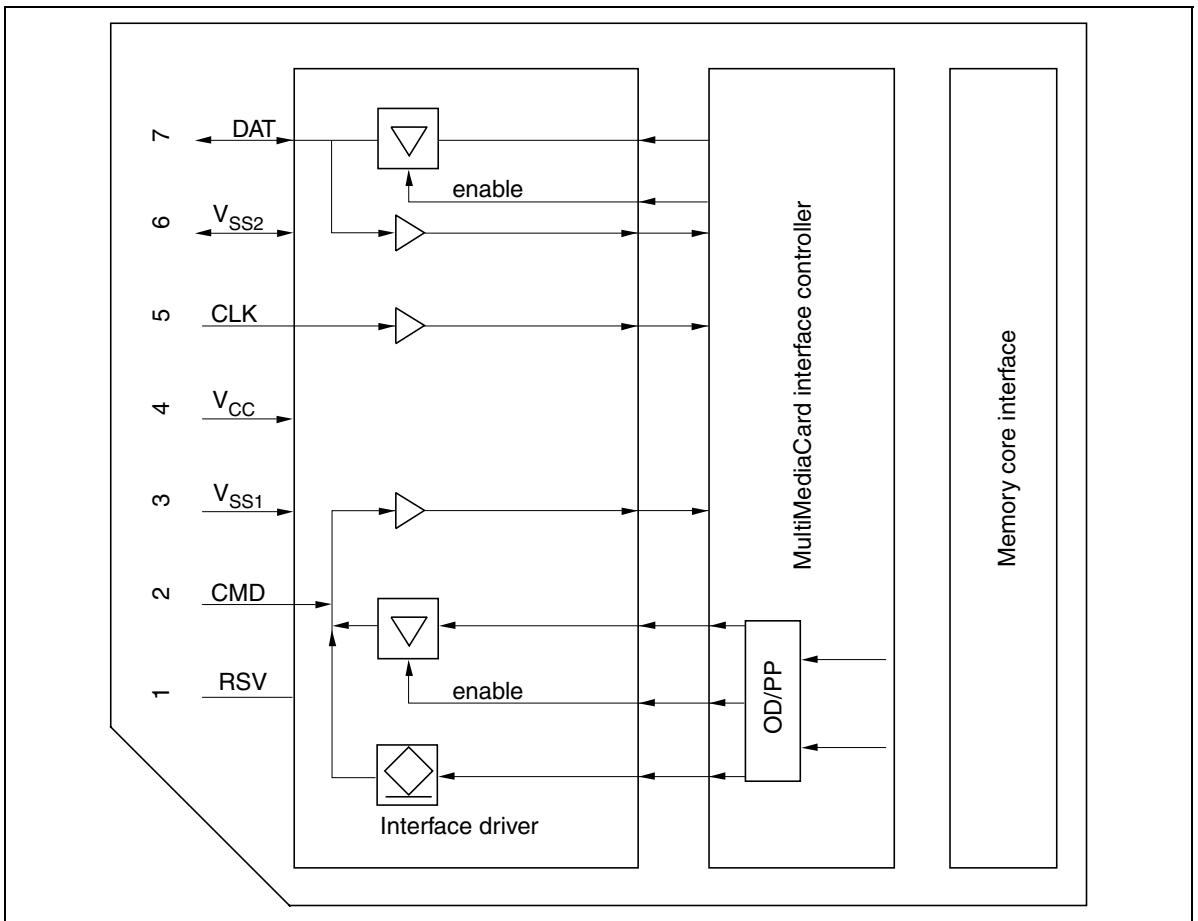 7 DAT
enable
6 VSS2
5 CLK
4 VCC
3 VSS1
2 CMD
1 RSV
enable
OD/PP
Interface driver
MultiMediaCard interface controller
Memory core interface